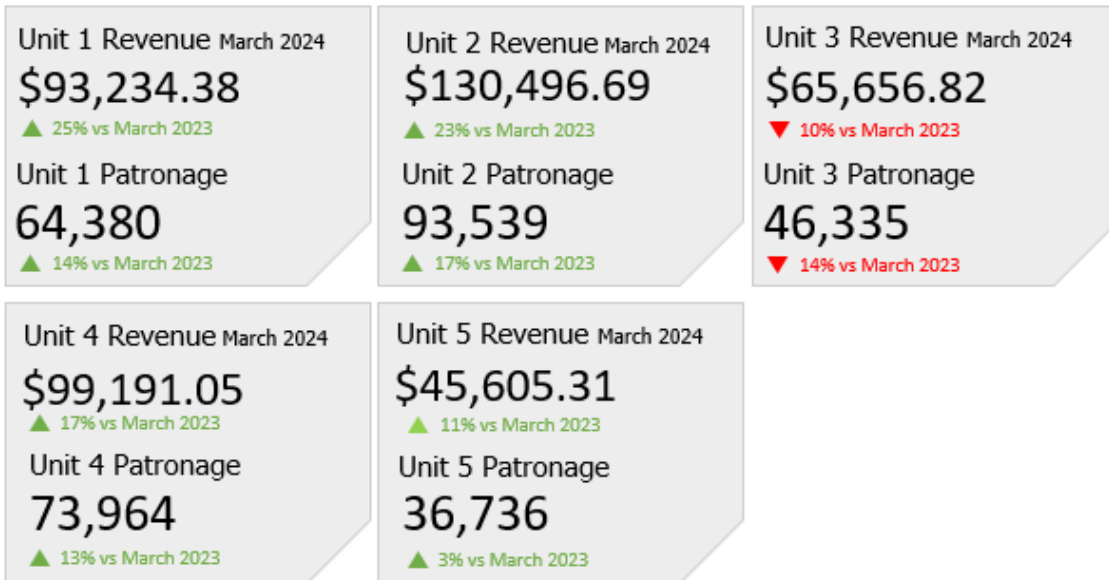 Unit 1 Revenue March 2024
$93,234.38
25% vs March 2023
Unit 1 Patronage
64,380
14% vs March 2023
Unit 2 Revenue March 2024
$130,496.69
23% vs March 2023
Unit 2 Patronage
93,539
17% vs March 2023
Unit 3 Revenue March 2024
$65,656.82
10% vs March 2023
Unit 3 Patronage
46,335
14% vs March 2023
Unit 4 Revenue March 2024
$99,191.05
17% vs March 2023
Unit 4 Patronage
73,964
13% vs March 2023
Unit 5 Revenue March 2024
$45,605.31
11% vs March 2023
Unit 5 Patronage
36,736
3% vs March 2023